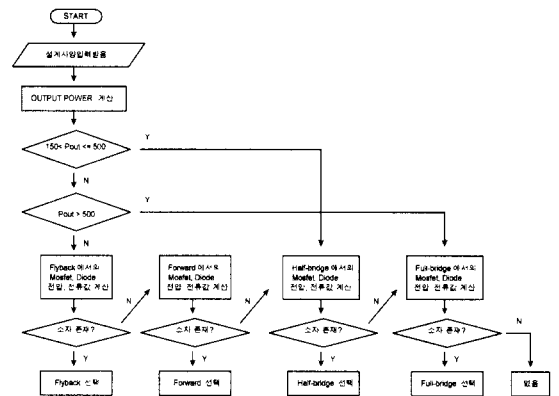 START
설계사양입력받음
OUTPUT POWER 계산
150< Pout <= 500
Y
N
Pout > 500
Y
N
Flyback 에서의
Mosfet, Diode
전압, 전류값 계산
N
Forward 에서의
Mosfet, Diode
전압, 전류값 계산
N
Half-bridge 에서의
Mosfet, Diode
전압, 전류값 계산
N
Full-bridge 에서의
Mosfet, Diode
전압, 전류값 계산
소자 존재?
소자 존재?
소자 존재?
소자 존재?
N
Y
Y
Y
Y
Flyback 선택
Forward 선택
Half-bridge 선택
Full-bridge 선택
없음